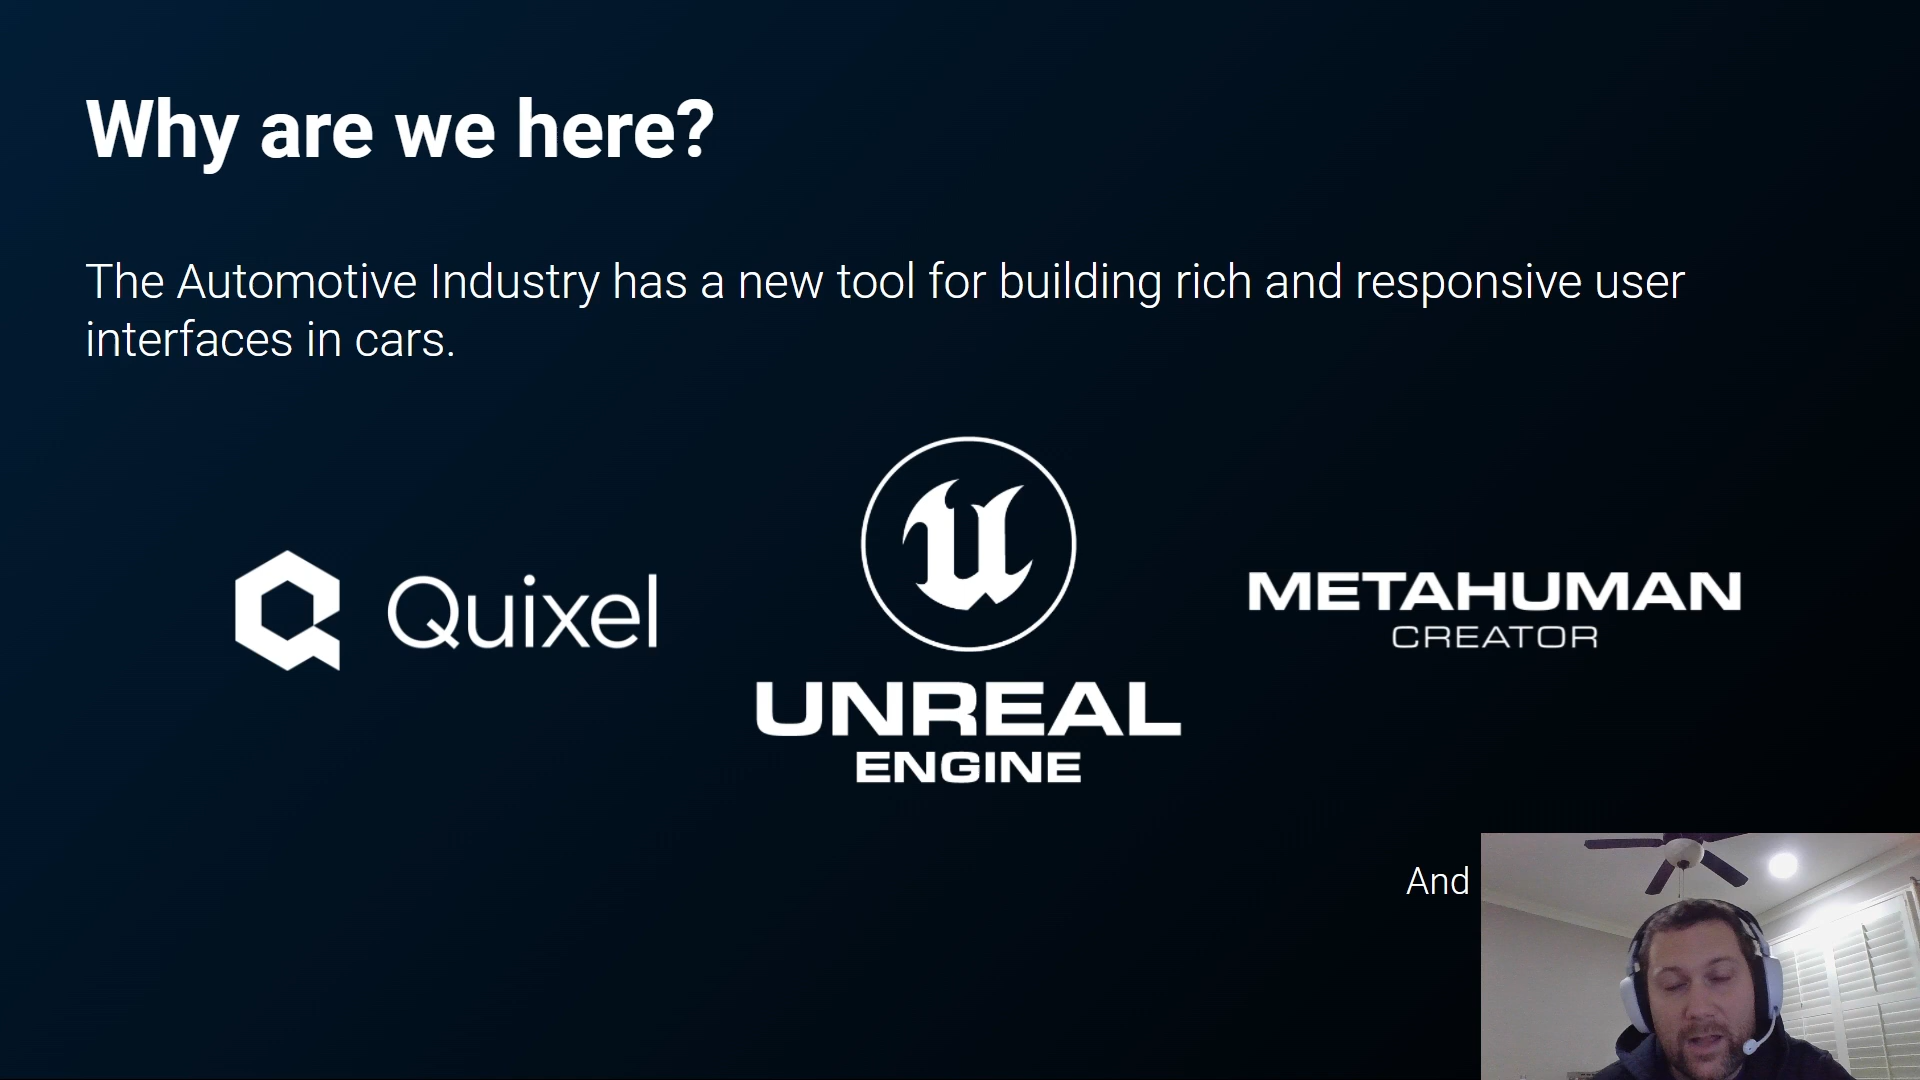 Why are we here?
The Automotive Industry has a new tool for building rich and responsive user
interfaces in cars.
Quixel
UNREAL
ENGINE
METAHUMAN
CREATOR
And